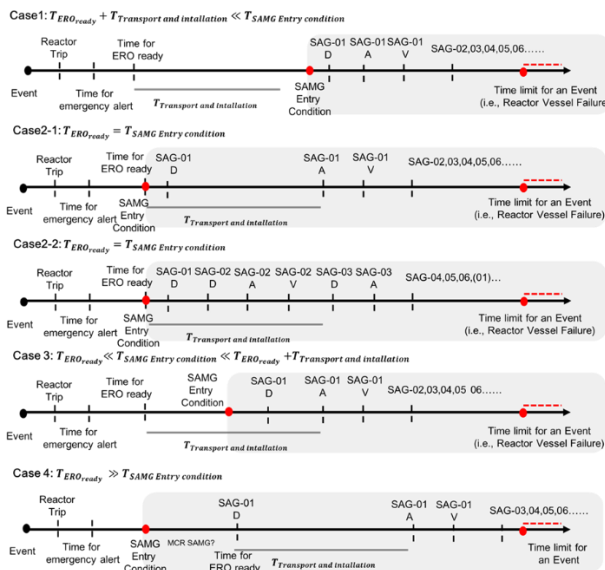 Case1: T_ERO_ready + T_Transport and intallation ≪ T_SAMG Entry condition
SAG-01 SAG-01 SAG-01
D A V
SAG-02,03,04,05,06……
Reactor Trip
Time for ERO ready
Event
Time for emergency alert
T_Transport and intallation
SAMG Entry Condition
Time limit for an Event
(i.e., Reactor Vessel Failure)
Case2-1: T_ERO_ready = T_SAMG Entry condition
Reactor Trip
Time for ERO ready
SAG-01 SAG-01 SAG-01
D A V
SAG-02,03,04,05,06……
Event
Time for emergency alert
SAMG Entry Condition
T_Transport and intallation
Time limit for an Event
(i.e., Reactor Vessel Failure)
Case2-2: T_ERO_ready = T_SAMG Entry condition
Reactor Trip
Time for ERO ready
SAG-01 SAG-02 SAG-02 SAG-02 SAG-03 SAG-03
D D A V D A
SAG-04,05,06,(01)…
Event
Time for emergency alert
SAMG Entry Condition
T_Transport and intallation
Time limit for an Event
(i.e., Reactor Vessel Failure)
Case 3: T_ERO_ready ≪ T_SAMG Entry condition ≪ T_ERO_ready +T_Transport and intallation
Reactor Trip
Time for ERO ready
SAMG Entry Condition
SAG-01 SAG-01 SAG-01
D A V
SAG-02,03,04,05 06……
Event
Time for emergency alert
T_Transport and intallation
Time limit for an Event
(i.e., Reactor Vessel Failure)
Case 4: T_ERO_ready ≫ T_SAMG Entry condition
Reactor Trip
SAG-01 SAG-01 SAG-01
D A V
SAG-03,04,05,06……
Event
Time for emergency alert
SAMG Entry Condition
MCR SAMG?
Time for ERO ready
T_Transport and intallation
Time limit for an Event